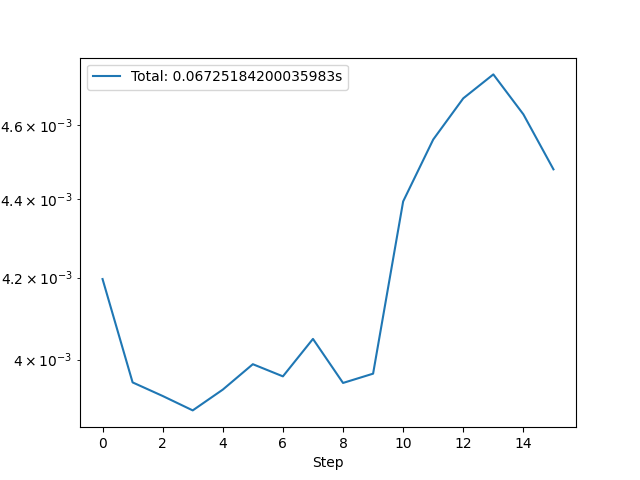 Total: 0.06725184200035983s
4.6 × 10⁻³
4.4 × 10⁻³
4.2 × 10⁻³
4 × 10⁻³
0 2 4 6 8 10 12 14
Step